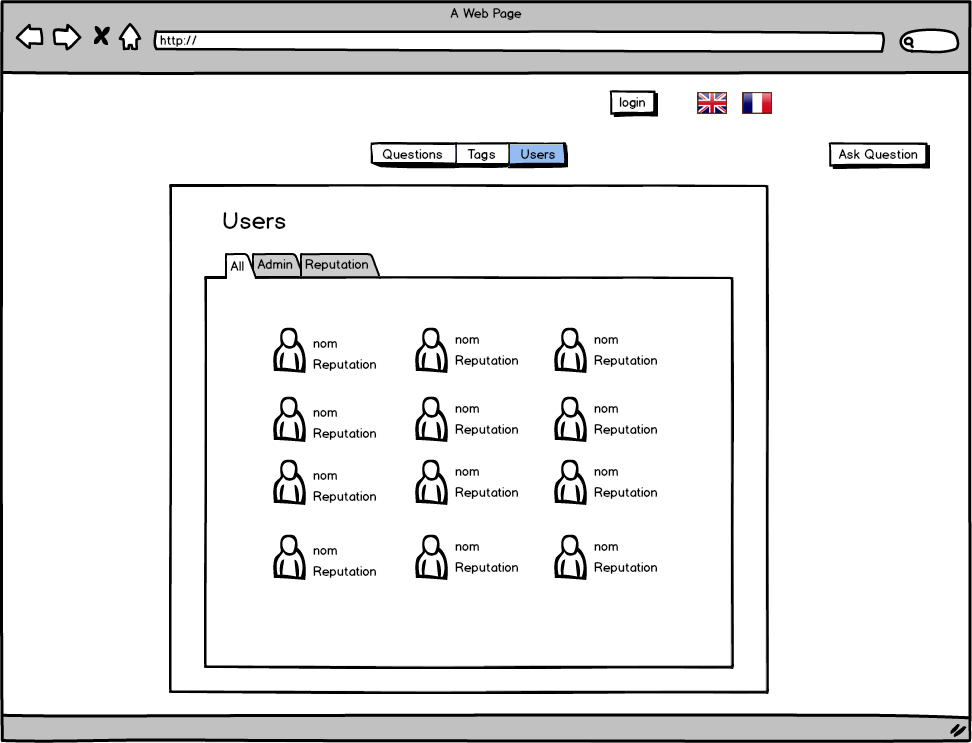 A Web Page
http://
login
Questions Tags Users
Ask Question
Users
All Admin Reputation
nom nom nom
Reputation Reputation Reputation
nom nom nom
Reputation Reputation Reputation
nom nom nom
Reputation Reputation Reputation
nom nom nom
Reputation Reputation Reputation